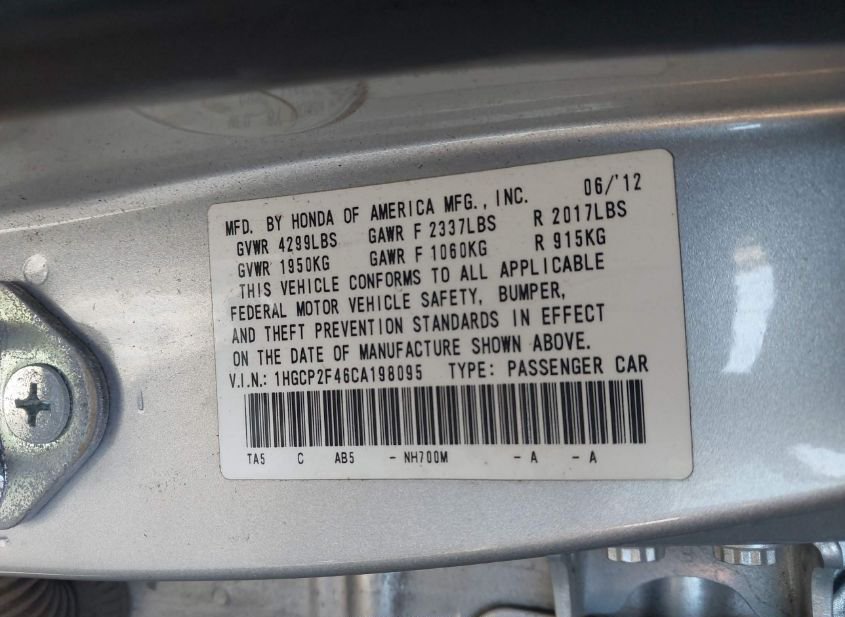 MFD. BY HONDA OF AMERICA MFG., INC. 06/'12
GVWR 4299LBS GAWR F 2337LBS R 2017LBS
GVWR 1950KG GAWR F 1060KG R 915KG
THIS VEHICLE CONFORMS TO ALL APPLICABLE
FEDERAL MOTOR VEHICLE SAFETY, BUMPER,
AND THEFT PREVENTION STANDARDS IN EFFECT
ON THE DATE OF MANUFACTURE SHOWN ABOVE.
V.I.N.: 1HGCP2F46CA198095 TYPE: PASSENGER CAR
TA5 C AB5 - NH700M - A - A